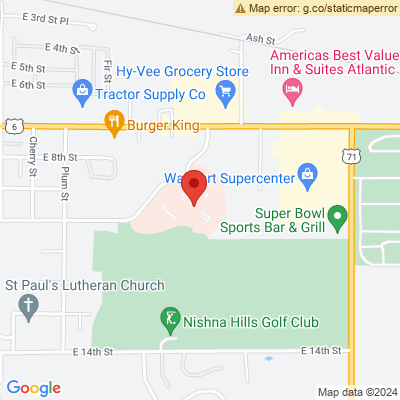 Map error: g.co/staticmaperror
E 3rd St Pl
Ash St
E 4th St
Fir St
Hy-Vee Grocery Store
Americas Best Value
Inn & Suites Atlantic
E 5th St
E 6th St
Tractor Supply Co
6
Burger King
Cherry St
E 8th St
71
Plum St
Walmart Supercenter
Super Bowl
Sports Bar & Grill
St Paul's Lutheran Church
Nishna Hills Golf Club
E 14th St
E 14th St
Google
Map data ©2024